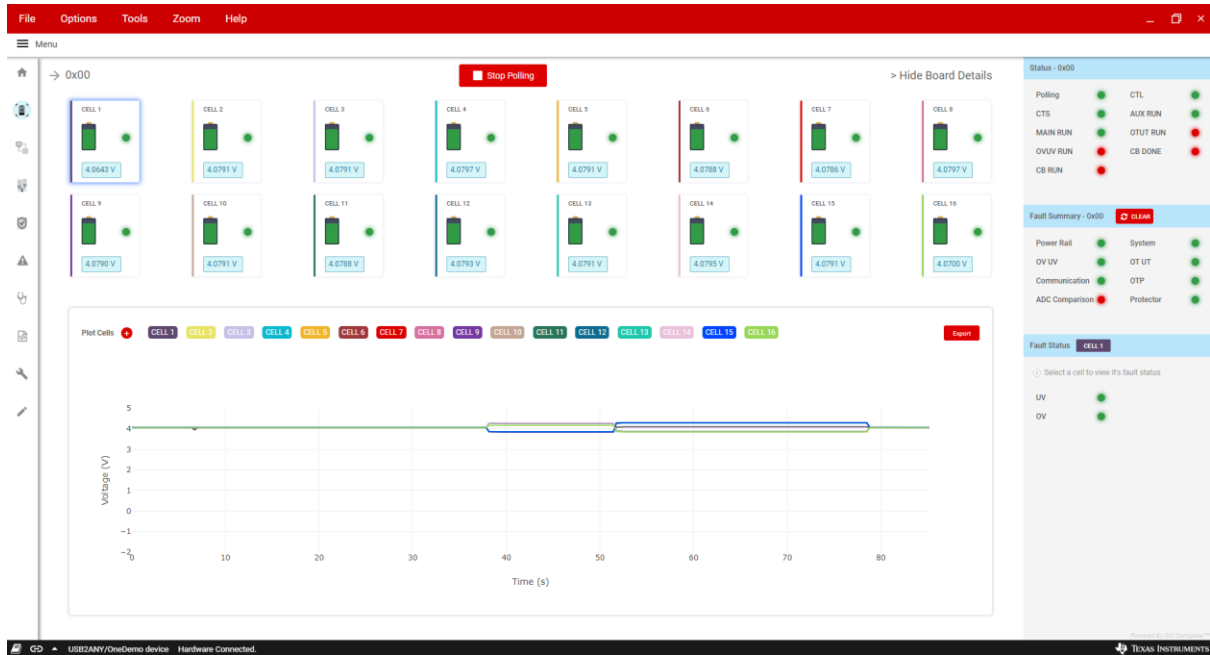 File Options Tools Zoom Help
Menu
0x00
Stop Polling
> Hide Board Details
CELL 1 CELL 2 CELL 3 CELL 4 CELL 5 CELL 6 CELL 7 CELL 8
4.0643 V 4.0791 V 4.0791 V 4.0797 V 4.0791 V 4.0788 V 4.0786 V 4.0797 V
CELL 9 CELL 10 CELL 11 CELL 12 CELL 13 CELL 14 CELL 15 CELL 16
4.0790 V 4.0791 V 4.0788 V 4.0793 V 4.0791 V 4.0795 V 4.0791 V 4.0700 V
Plot Cells CELL 1 CELL 2 CELL 3 CELL 4 CELL 5 CELL 6 CELL 7 CELL 8 CELL 9 CELL 10 CELL 11 CELL 12 CELL 13 CELL 14 CELL 15 CELL 16
Export
5
4
3
2
1
0
−1
−2
Voltage (V)
0 10 20 30 40 50 60 70 80
Time (s)
Status - 0x00
Polling CTL
CTS AUX RUN
MAIN RUN OTUT RUN
OVUV RUN CB DONE
CB RUN
Fault Summary - 0x00 CLEAR
Power Rail System
OV UV OT UT
Communication OTP
ADC Comparison Protector
Fault Status CELL 1
Select a cell to view it's fault status
UV
OV
Powered By GUI Composer™
USB2ANY/OneDemo device Hardware Connected.
TEXAS INSTRUMENTS